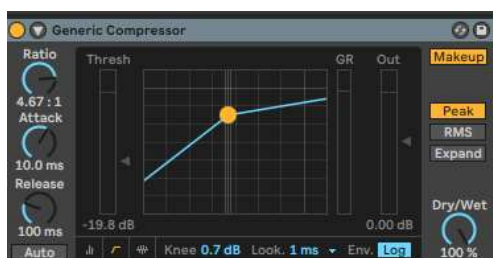 Generic Compressor
Ratio
4.67 : 1
Attack
10.0 ms
Release
100 ms
Auto
Thresh
GR Out
-19.8 dB
0.00 dB
Knee 0.7 dB Look. 1 ms Env. Log
Makeup
Peak
RMS
Expand
Dry/Wet
100 %